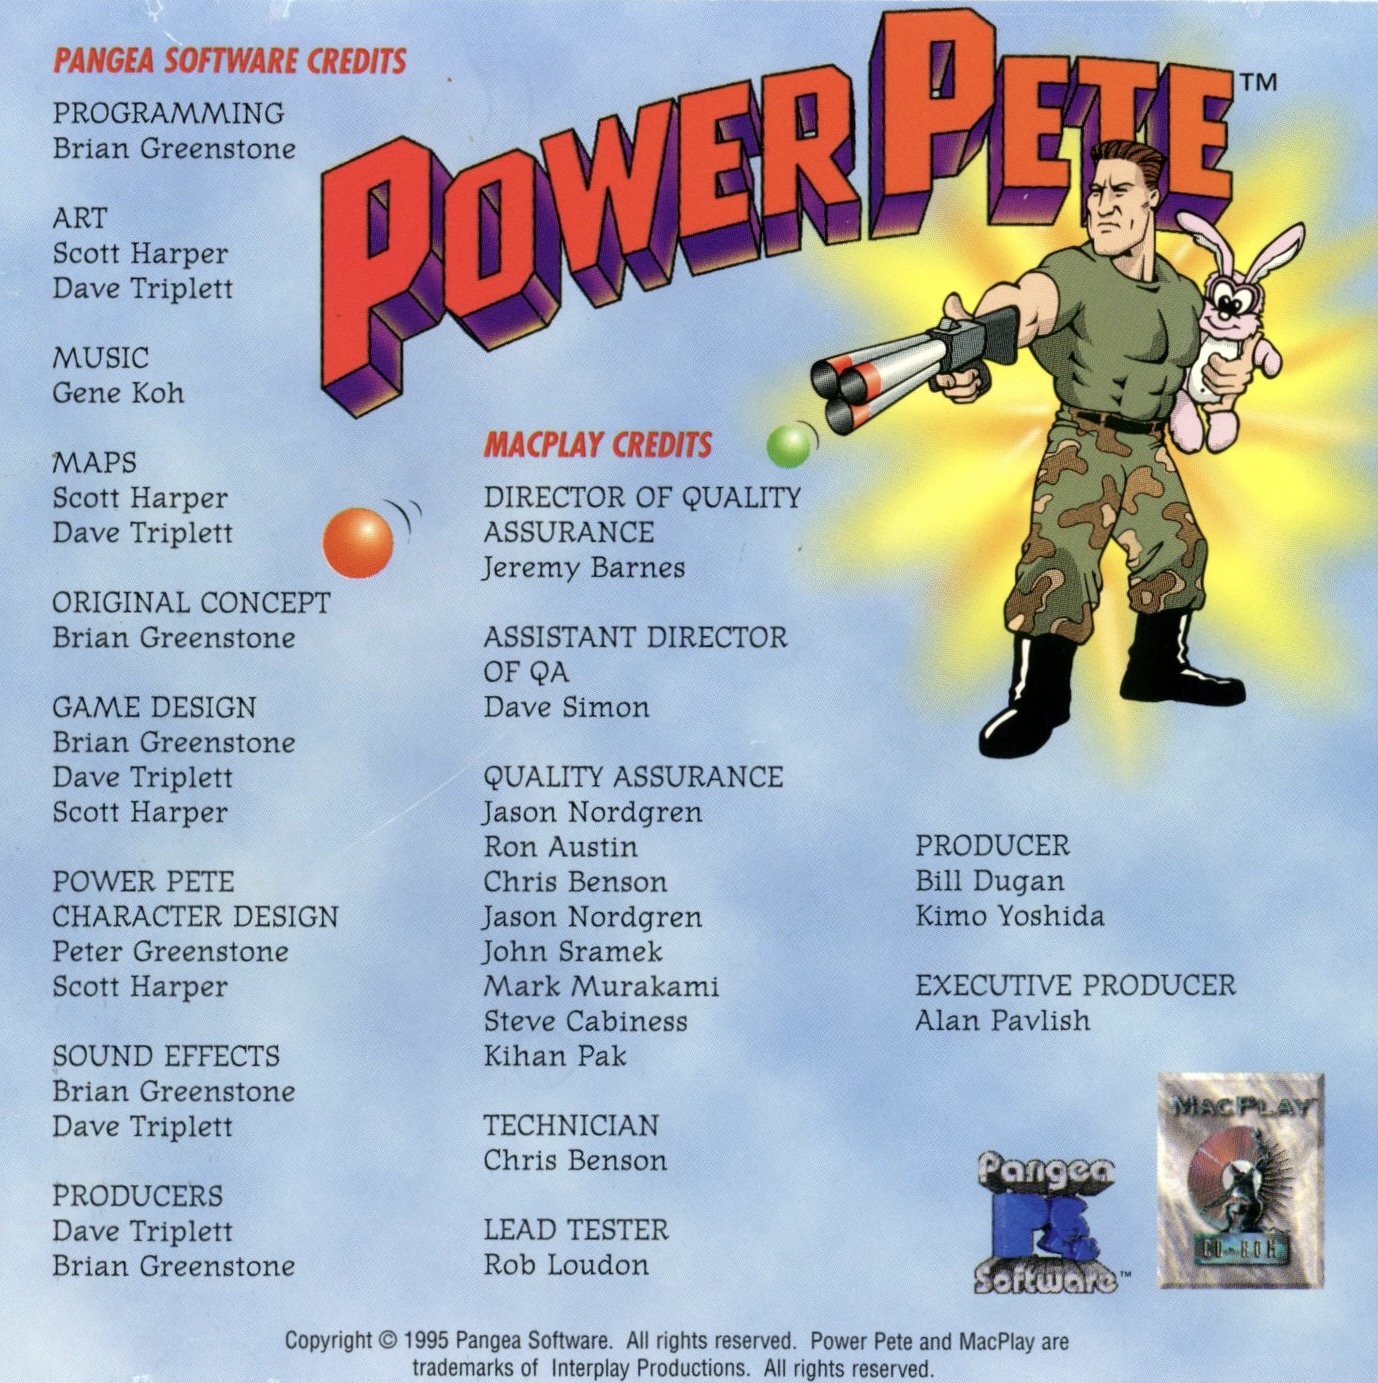 POWER PETE™
PANGEA SOFTWARE CREDITS
PROGRAMMING
Brian Greenstone
ART
Scott Harper
Dave Triplett
MUSIC
Gene Koh
MAPS
Scott Harper
Dave Triplett
ORIGINAL CONCEPT
Brian Greenstone
GAME DESIGN
Brian Greenstone
Dave Triplett
Scott Harper
POWER PETE
CHARACTER DESIGN
Peter Greenstone
Scott Harper
SOUND EFFECTS
Brian Greenstone
Dave Triplett
PRODUCERS
Dave Triplett
Brian Greenstone
MACPLAY CREDITS
DIRECTOR OF QUALITY
ASSURANCE
Jeremy Barnes
ASSISTANT DIRECTOR
OF QA
Dave Simon
QUALITY ASSURANCE
Jason Nordgren
Ron Austin
Chris Benson
Jason Nordgren
John Sramek
Mark Murakami
Steve Cabiness
Kihan Pak
TECHNICIAN
Chris Benson
LEAD TESTER
Rob Loudon
PRODUCER
Bill Dugan
Kimo Yoshida
EXECUTIVE PRODUCER
Alan Pavlish
Pangea
Software™
MACPLAY
CD-ROM
Copyright © 1995 Pangea Software. All rights reserved. Power Pete and MacPlay are
trademarks of Interplay Productions. All rights reserved.